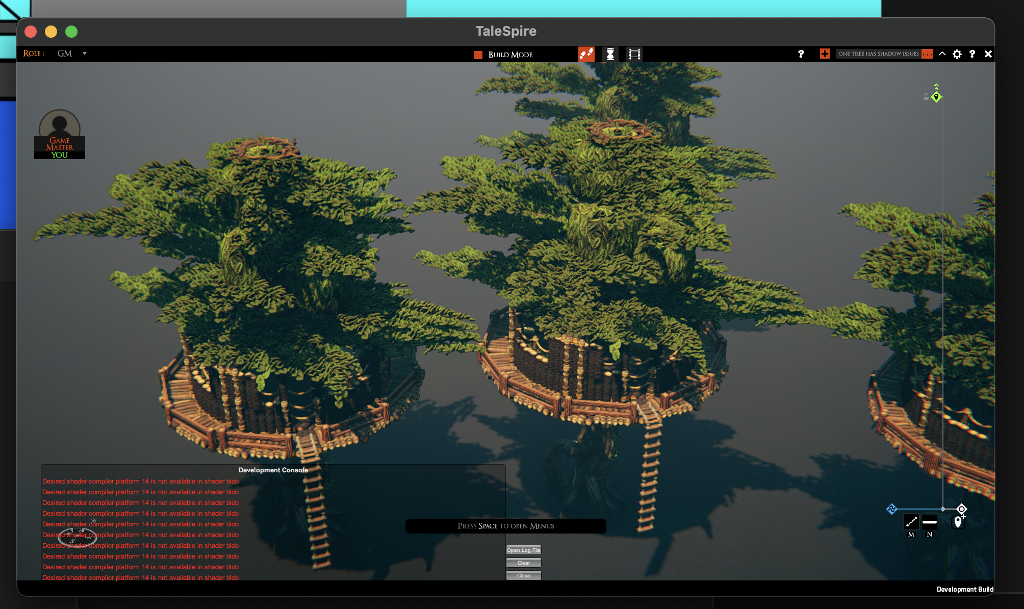 TaleSpire
Role: GM
Build Mode
?
ONE TREE HAS SHADOW ISSUES
?
Game
Master
YOU
Development Console
Desired shader compiler platform 14 is not available in shader blob
Desired shader compiler platform 14 is not available in shader blob
Desired shader compiler platform 14 is not available in shader blob
Desired shader compiler platform 14 is not available in shader blob
Desired shader compiler platform 14 is not available in shader blob
Desired shader compiler platform 14 is not available in shader blob
Desired shader compiler platform 14 is not available in shader blob
Desired shader compiler platform 14 is not available in shader blob
Desired shader compiler platform 14 is not available in shader blob
Desired shader compiler platform 14 is not available in shader blob
Press Space to open Menus
Open Log File
Clear
Close
M N
Development Build